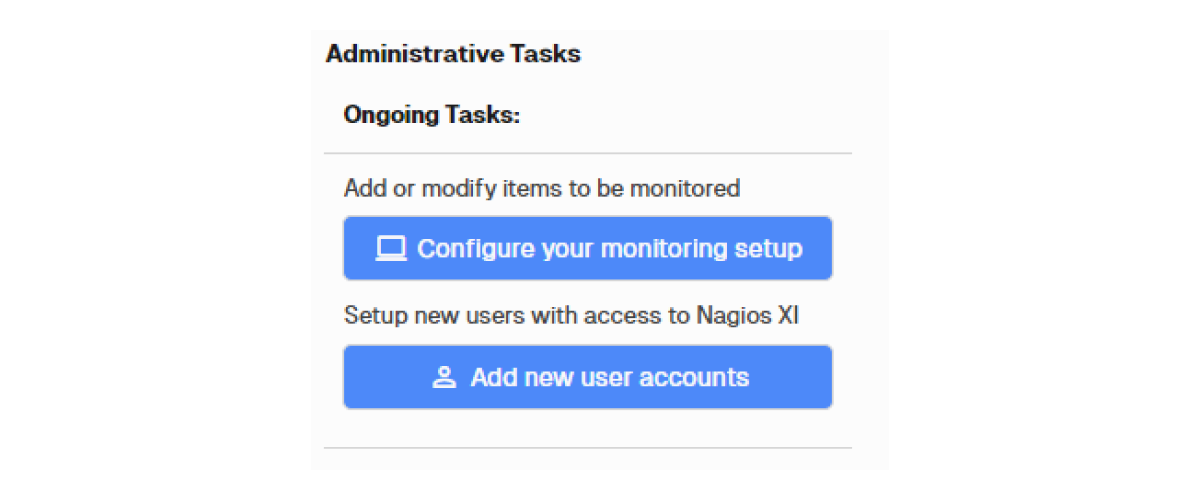 Administrative Tasks
Ongoing Tasks:
Add or modify items to be monitored
Configure your monitoring setup
Setup new users with access to Nagios XI
Add new user accounts